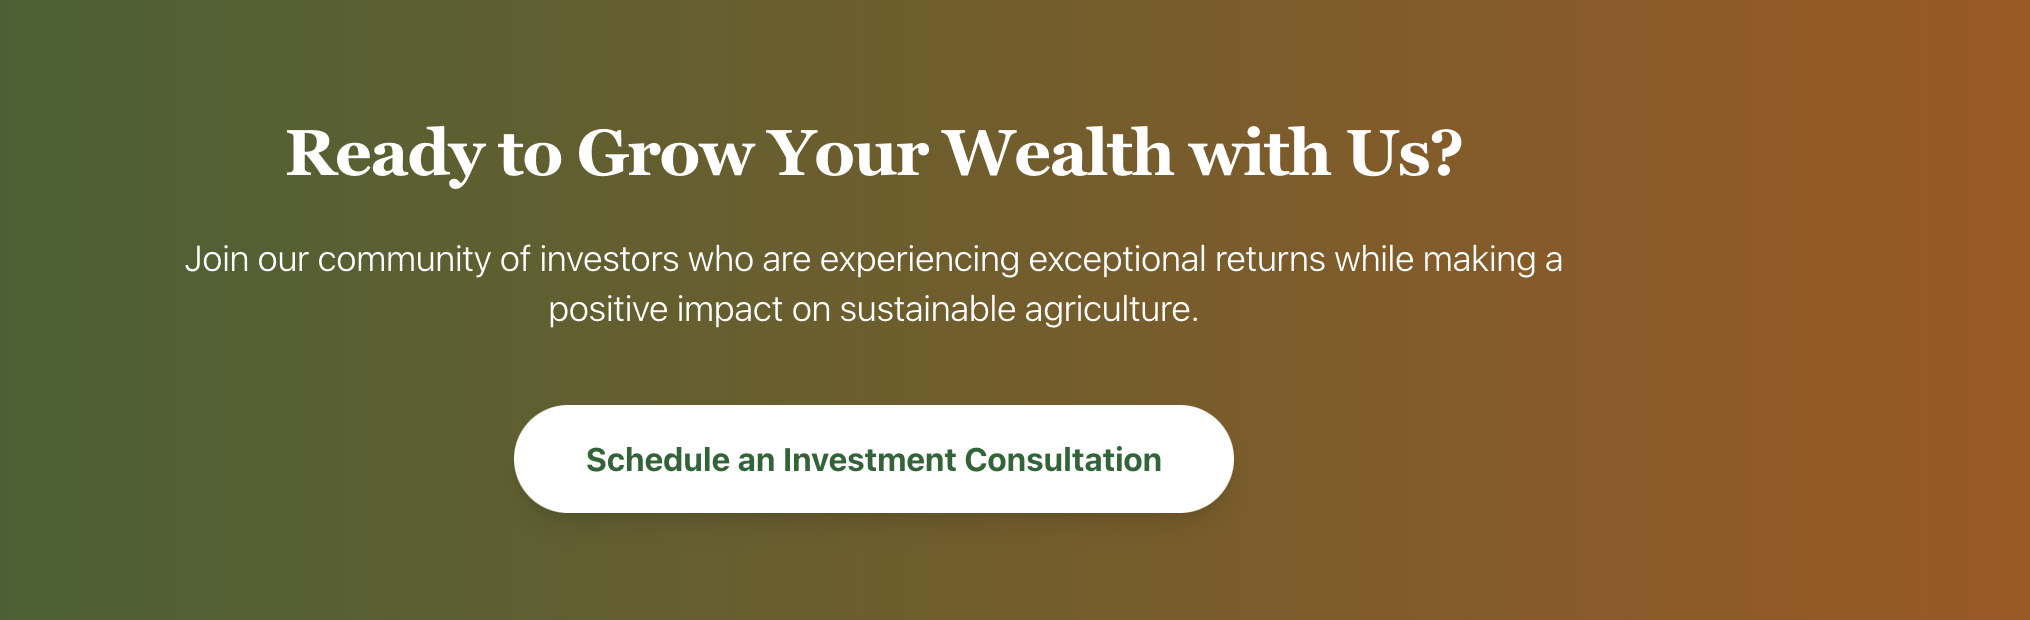 Ready to Grow Your Wealth with Us?
Join our community of investors who are experiencing exceptional returns while making a
positive impact on sustainable agriculture.
Schedule an Investment Consultation